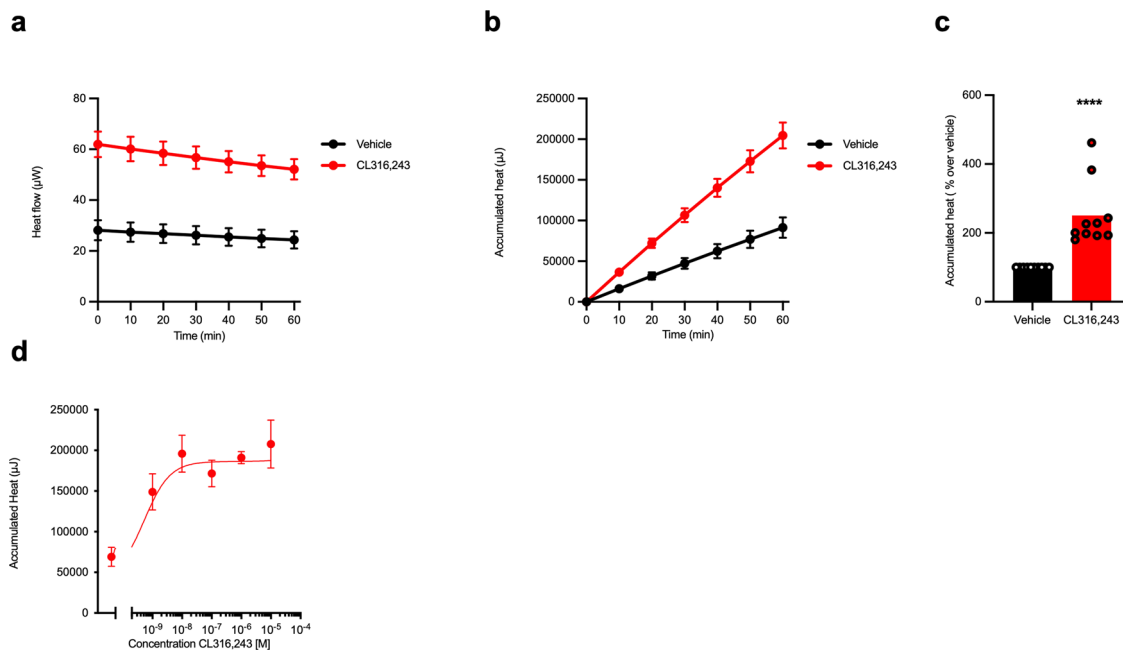 a
80
60
40
20
0
Heat flow (µW)
0 10 20 30 40 50 60
Time (min)
Vehicle
CL316,243
b
250000
200000
150000
100000
50000
0
Accumulated heat (µJ)
0 10 20 30 40 50 60
Time (min)
Vehicle
CL316,243
c
600
400
200
0
Accumulated heat ( % over vehicle)
****
Vehicle CL316,243
d
250000
200000
150000
100000
50000
0
Accumulated Heat (µJ)
10⁻⁹ 10⁻⁸ 10⁻⁷ 10⁻⁶ 10⁻⁵ 10⁻⁴
Concentration CL316,243 [M]